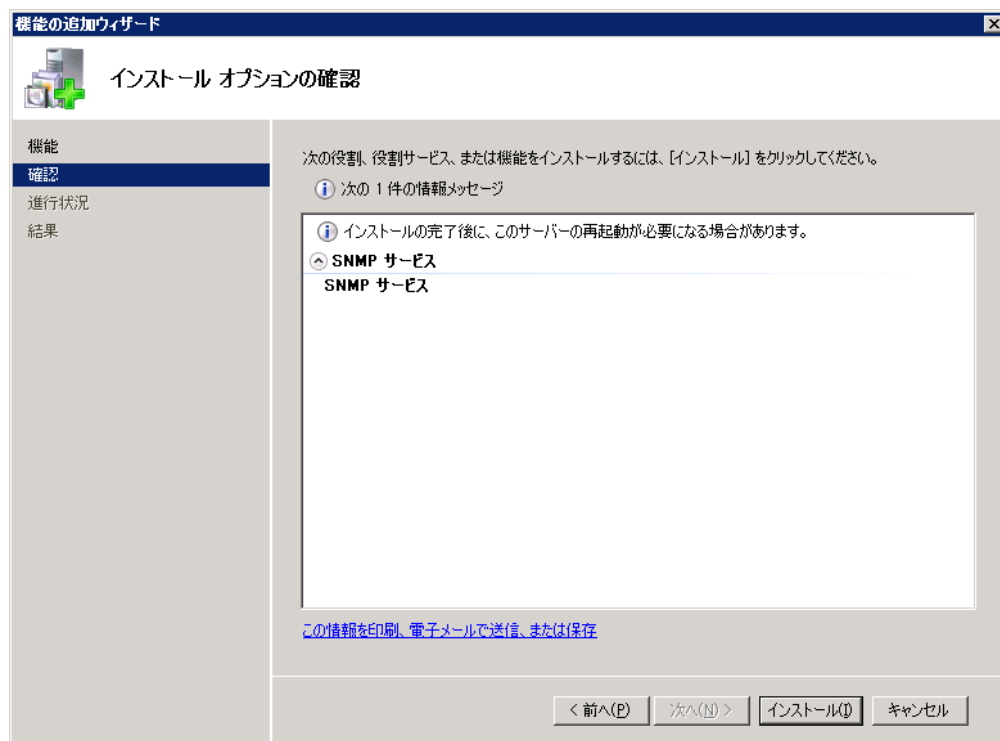 機能の追加ウィザード
インストール オプションの確認
機能
確認
進行状況
結果
次の役割、役割サービス、または機能をインストールするには、[インストール] をクリックしてください。
次の 1 件の情報メッセージ
インストールの完了後に、このサーバーの再起動が必要になる場合があります。
SNMP サービス
SNMP サービス
この情報を印刷、電子メールで送信、または保存
< 前へ(P)
次へ(N) >
インストール(I)
キャンセル